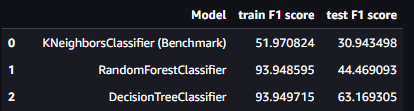 Model train F1 score test F1 score
0 KNeighborsClassifier (Benchmark) 51.970824 30.943498
1 RandomForestClassifier 93.948595 44.469093
2 DecisionTreeClassifier 93.949715 63.169305